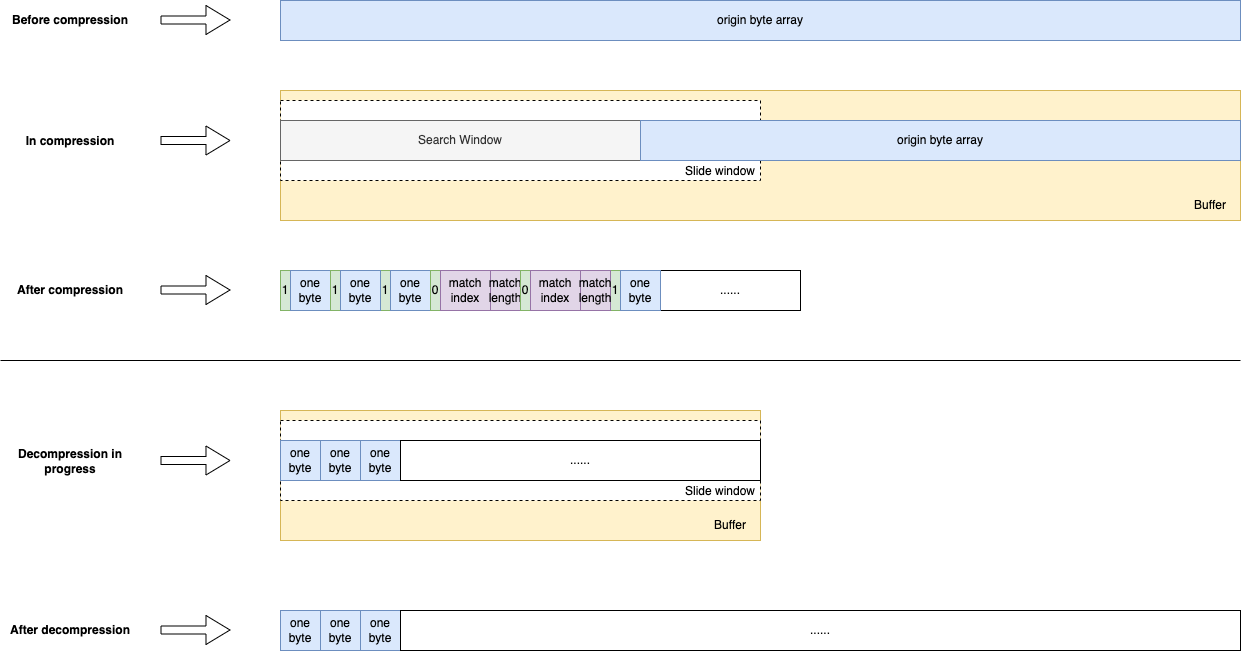 Before compression
origin byte array
In compression
Search Window
origin byte array
Slide window
Buffer
After compression
1
one
byte
1
one
byte
1
one
byte
0
match
index
match
length
0
match
index
match
length
1
one
byte
......
Decompression in
progress
one
byte
one
byte
one
byte
......
Slide window
Buffer
After decompression
one
byte
one
byte
one
byte
......